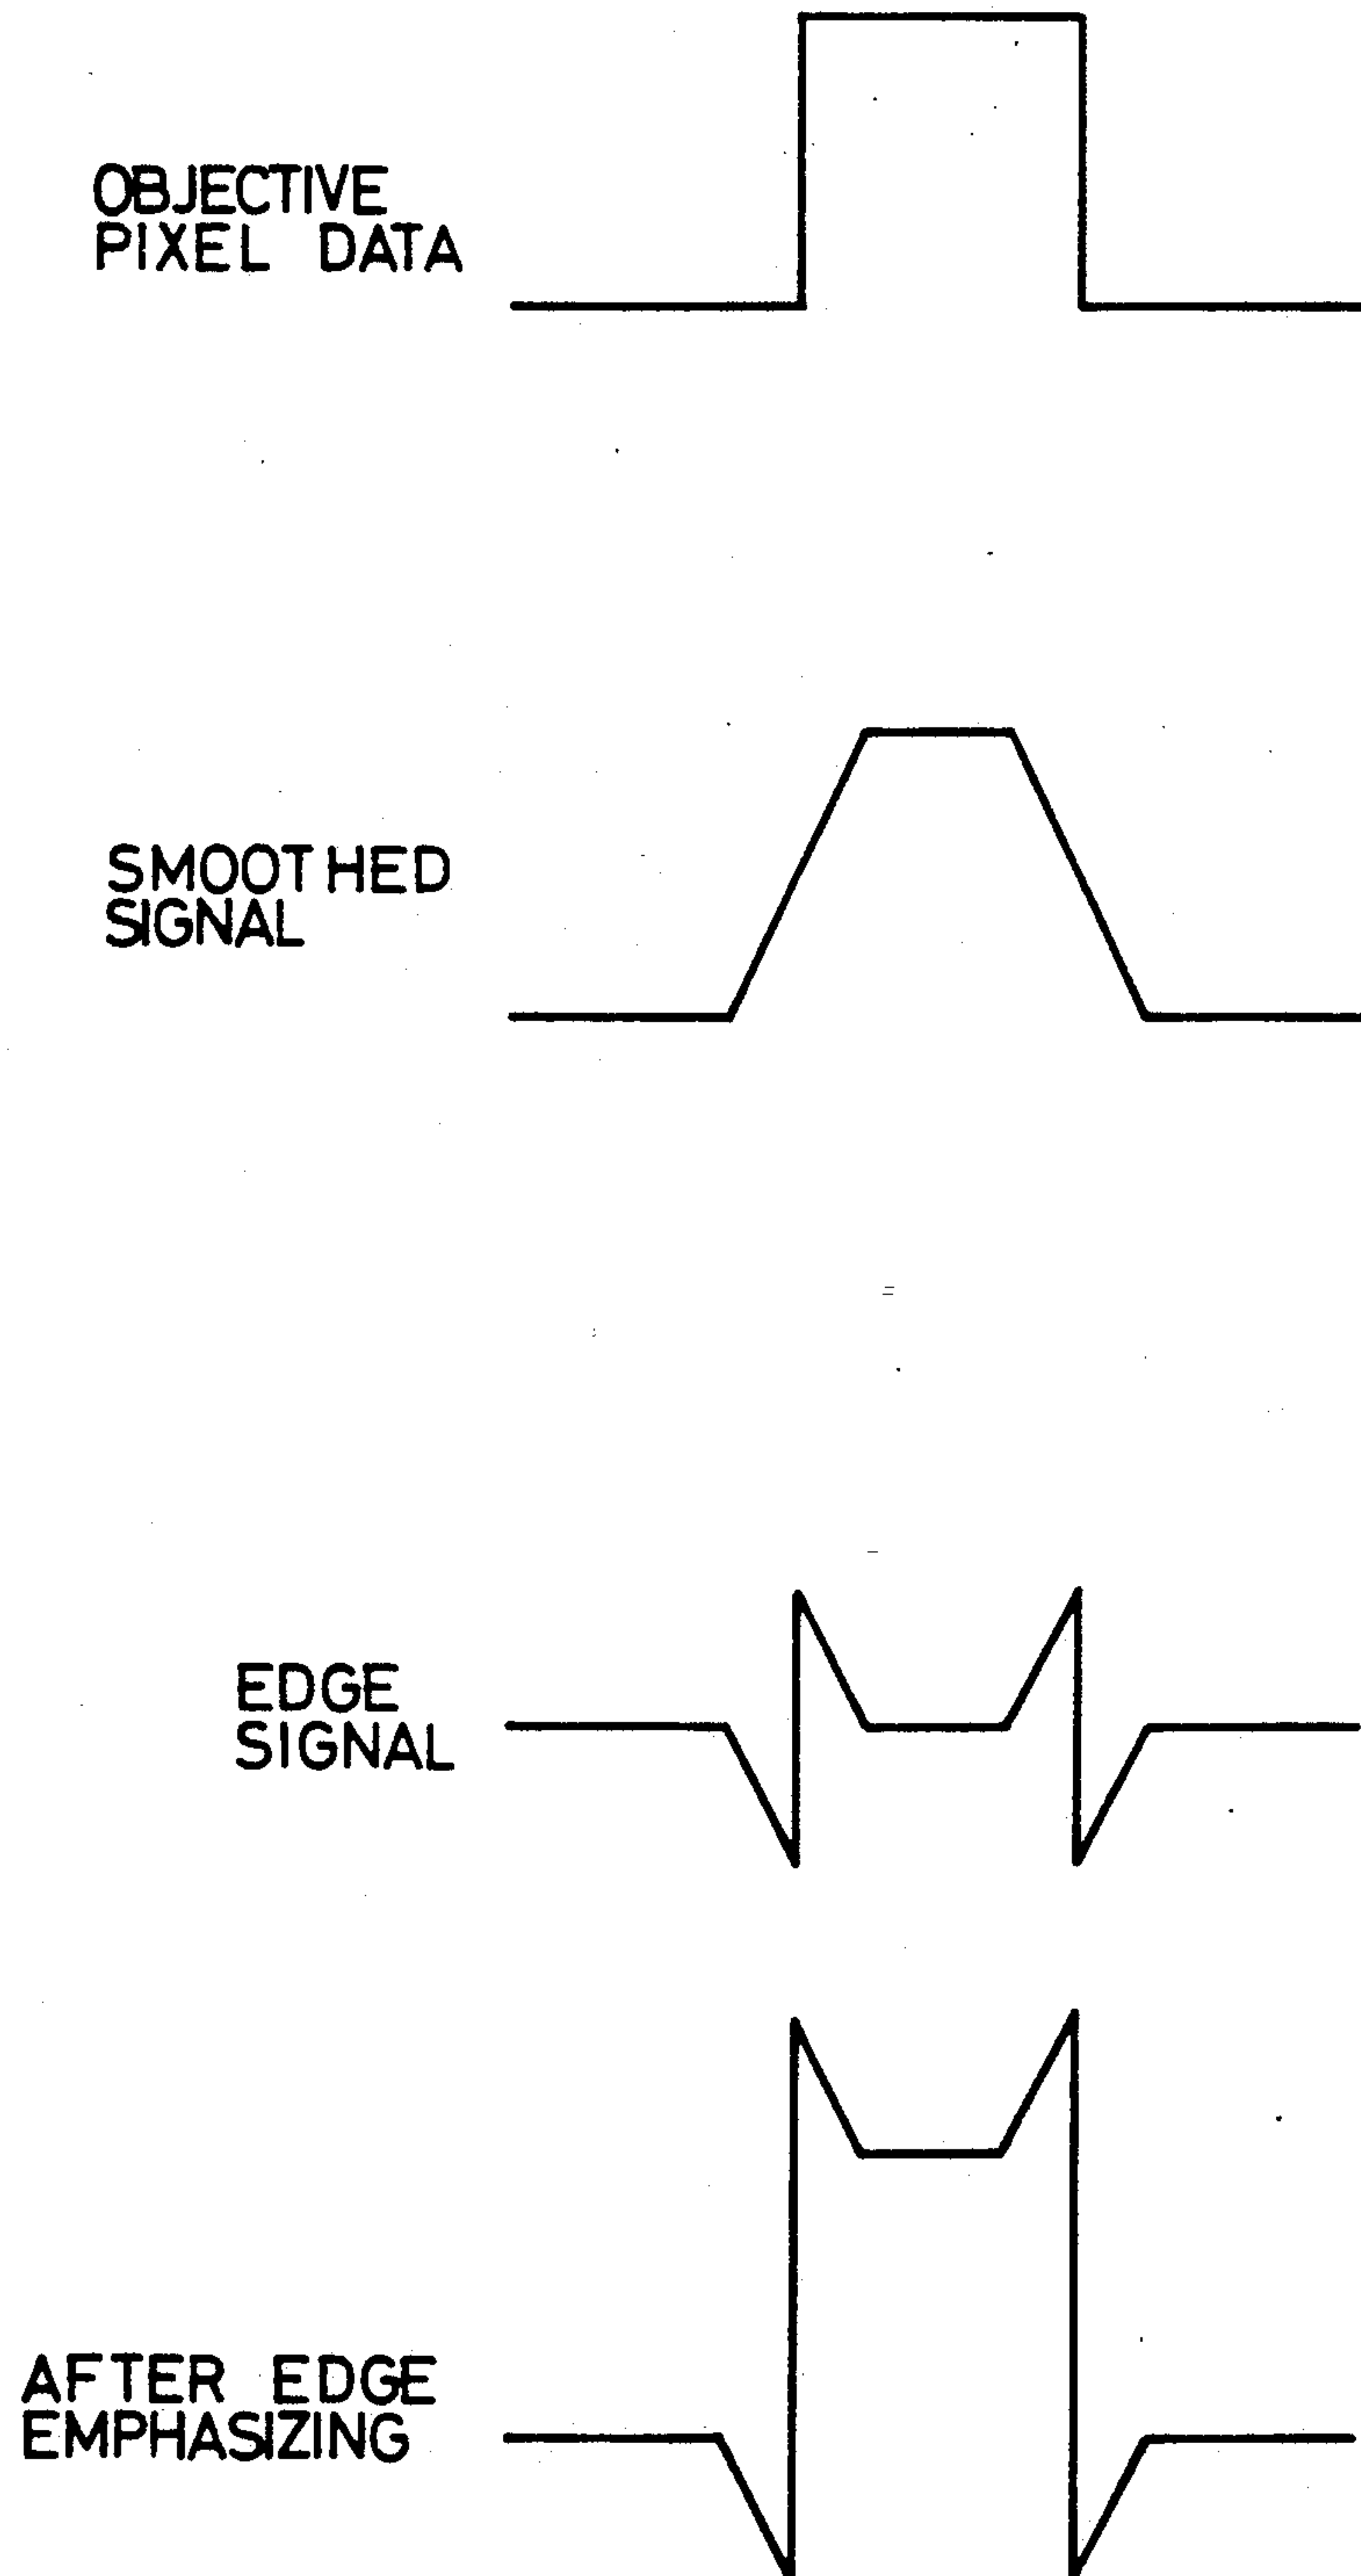 OBJECTIVE
PIXEL DATA
SMOOTHED
SIGNAL
EDGE
SIGNAL
AFTER EDGE
EMPHASIZING